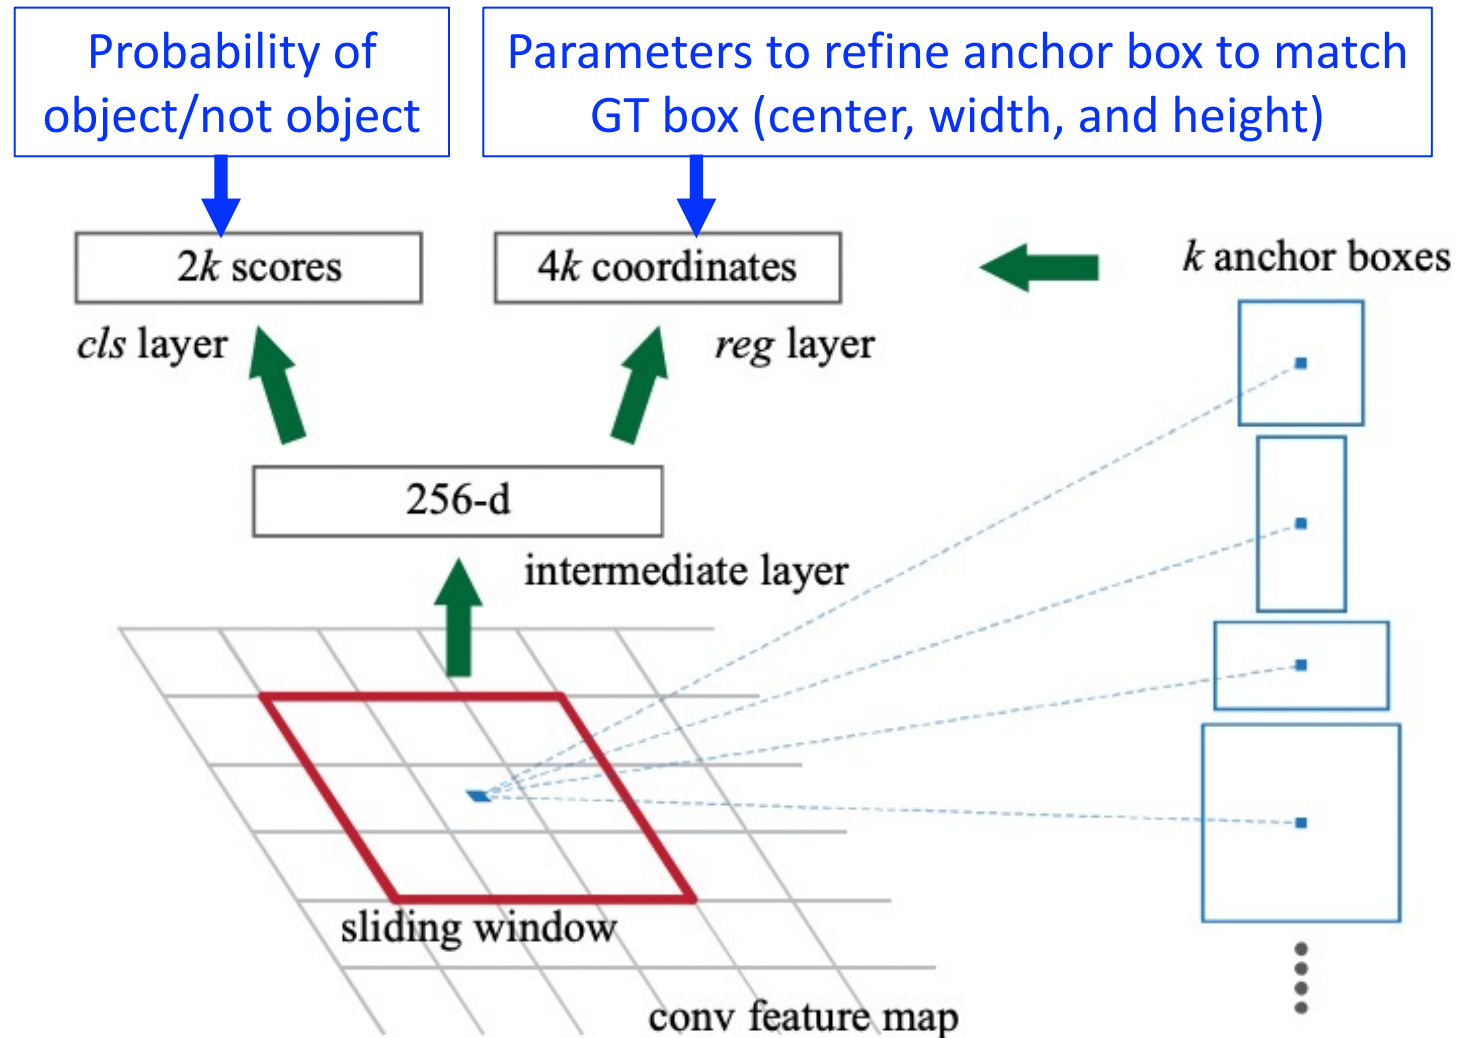 Probability of
object/not object
Parameters to refine anchor box to match
GT box (center, width, and height)
2k scores
4k coordinates
k anchor boxes
cls layer
reg layer
256-d
intermediate layer
sliding window
conv feature map